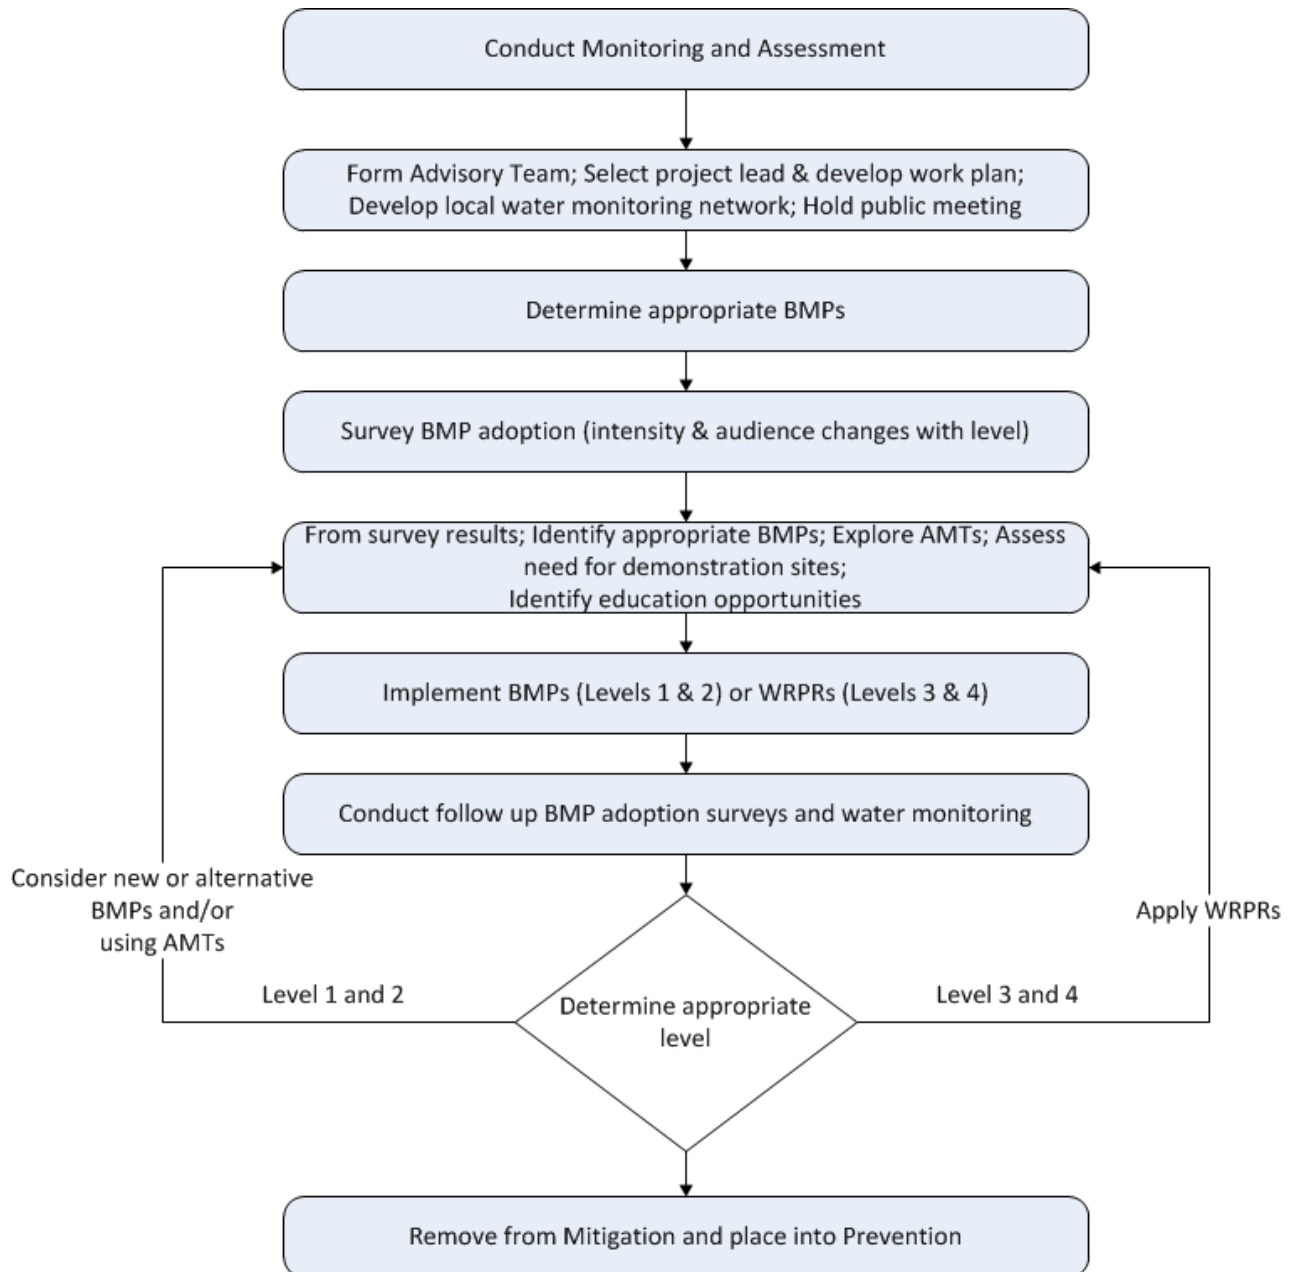 Conduct Monitoring and Assessment
Form Advisory Team; Select project lead & develop work plan;
Develop local water monitoring network; Hold public meeting
Determine appropriate BMPs
Survey BMP adoption (intensity & audience changes with level)
From survey results; Identify appropriate BMPs; Explore AMTs; Assess
need for demonstration sites;
Identify education opportunities
Implement BMPs (Levels 1 & 2) or WRPRs (Levels 3 & 4)
Conduct follow up BMP adoption surveys and water monitoring
Consider new or alternative
BMPs and/or
using AMTs
Apply WRPRs
Level 1 and 2
Level 3 and 4
Determine appropriate
level
Remove from Mitigation and place into Prevention